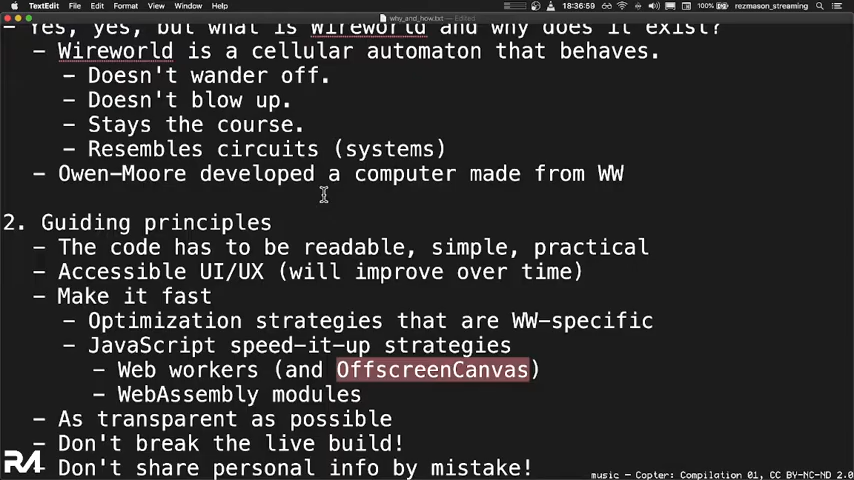 TextEdit File Edit Format View Window Help 100% 18:36:59 rezmason_streaming
why_and_how.txt — Edited
- Yes, yes, but what is Wireworld and why does it exist?
- Wireworld is a cellular automaton that behaves.
- Doesn't wander off.
- Doesn't blow up.
- Stays the course.
- Resembles circuits (systems)
- Owen-Moore developed a computer made from WW
2. Guiding principles
- The code has to be readable, simple, practical
- Accessible UI/UX (will improve over time)
- Make it fast
- Optimization strategies that are WW-specific
- JavaScript speed-it-up strategies
- Web workers (and OffscreenCanvas)
- WebAssembly modules
- As transparent as possible
- Don't break the live build!
- Don't share personal info by mistake!
RM
music - Copter: Compilation 01, CC BY-NC-ND 2.0